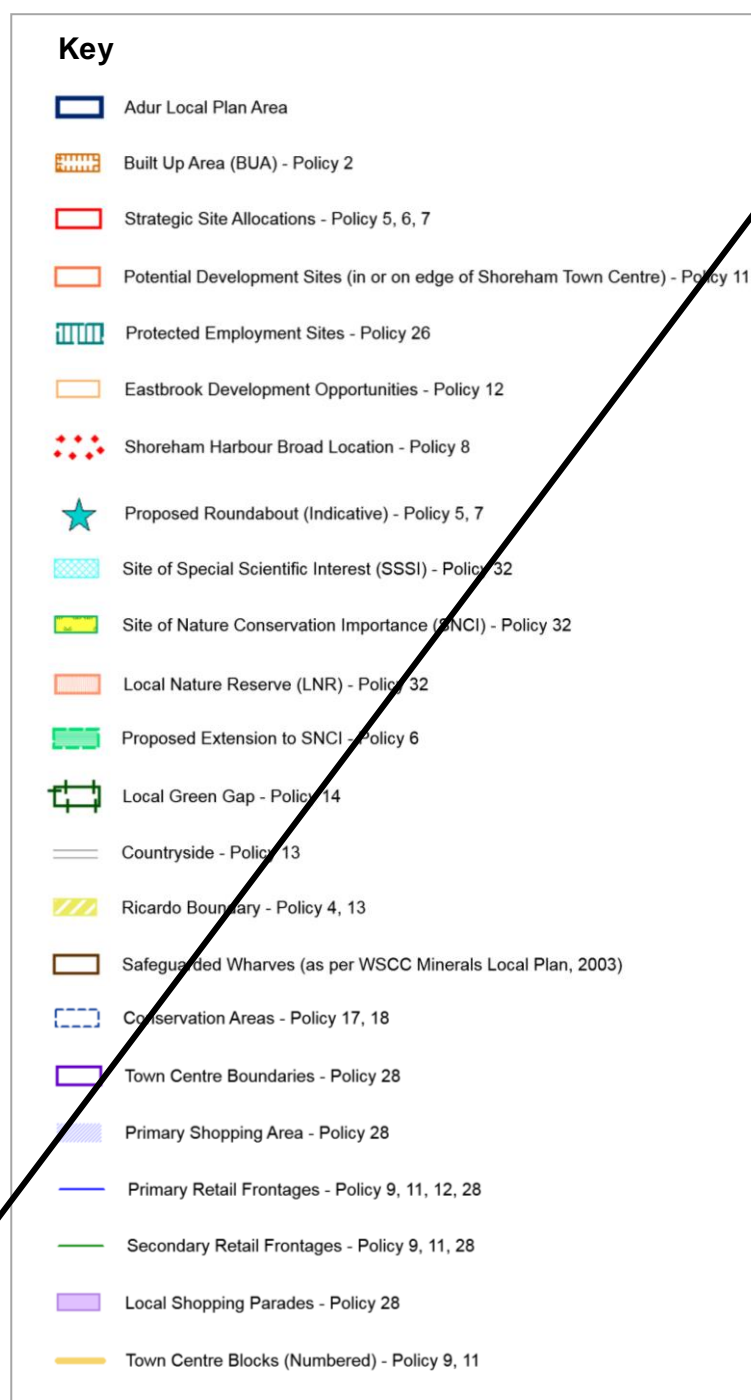 Key
Adur Local Plan Area
Built Up Area (BUA) - Policy 2
Strategic Site Allocations - Policy 5, 6, 7
Potential Development Sites (in or on edge of Shoreham Town Centre) - Policy 11
Protected Employment Sites - Policy 26
Eastbrook Development Opportunities - Policy 12
Shoreham Harbour Broad Location - Policy 8
Proposed Roundabout (Indicative) - Policy 5, 7
Site of Special Scientific Interest (SSSI) - Policy 32
Site of Nature Conservation Importance (SNCI) - Policy 32
Local Nature Reserve (LNR) - Policy 32
Proposed Extension to SNCI - Policy 6
Local Green Gap - Policy 14
Countryside - Policy 13
Ricardo Boundary - Policy 4, 13
Safeguarded Wharves (as per WSCC Minerals Local Plan, 2003)
Conservation Areas - Policy 17, 18
Town Centre Boundaries - Policy 28
Primary Shopping Area - Policy 28
Primary Retail Frontages - Policy 9, 11, 12, 28
Secondary Retail Frontages - Policy 9, 11, 28
Local Shopping Parades - Policy 28
Town Centre Blocks (Numbered) - Policy 9, 11